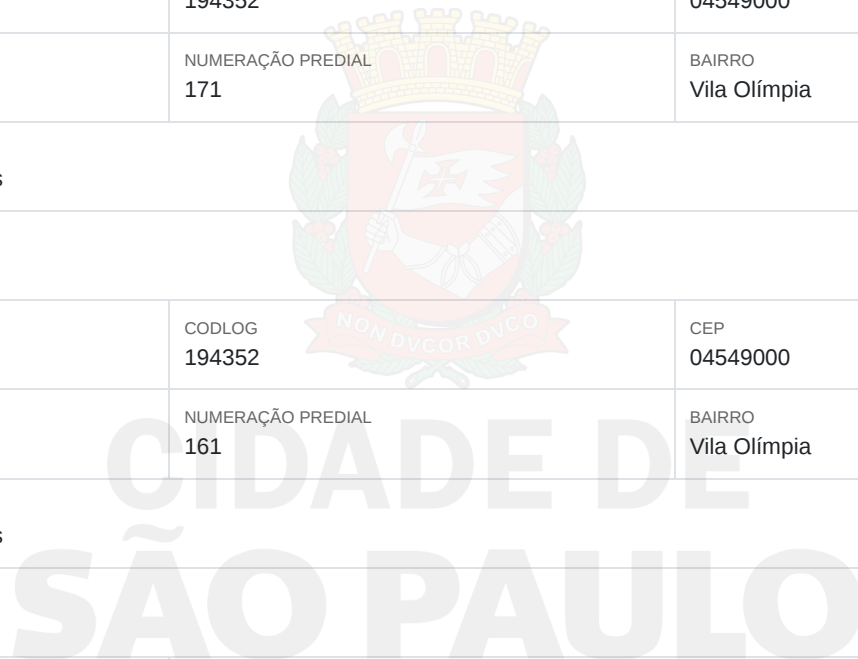 194352 04549000
NUMERAÇÃO PREDIAL BAIRRO
171 Vila Olímpia
s
CODLOG CEP
194352 04549000
NUMERAÇÃO PREDIAL BAIRRO
161 Vila Olímpia
s
NON DVCOR DVCO
CIDADE DE
SÃO PAULO